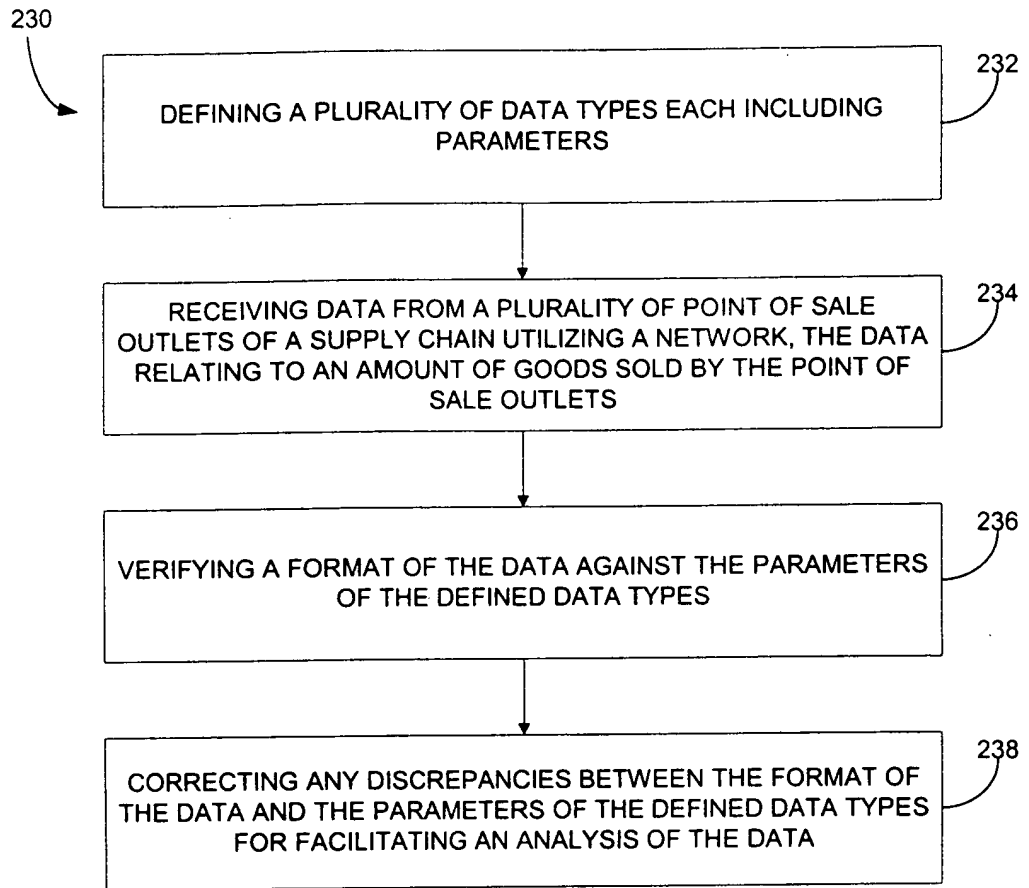 230
232
DEFINING A PLURALITY OF DATA TYPES EACH INCLUDING
PARAMETERS
234
RECEIVING DATA FROM A PLURALITY OF POINT OF SALE
OUTLETS OF A SUPPLY CHAIN UTILIZING A NETWORK, THE DATA
RELATING TO AN AMOUNT OF GOODS SOLD BY THE POINT OF
SALE OUTLETS
236
VERIFYING A FORMAT OF THE DATA AGAINST THE PARAMETERS
OF THE DEFINED DATA TYPES
238
CORRECTING ANY DISCREPANCIES BETWEEN THE FORMAT OF
THE DATA AND THE PARAMETERS OF THE DEFINED DATA TYPES
FOR FACILITATING AN ANALYSIS OF THE DATA